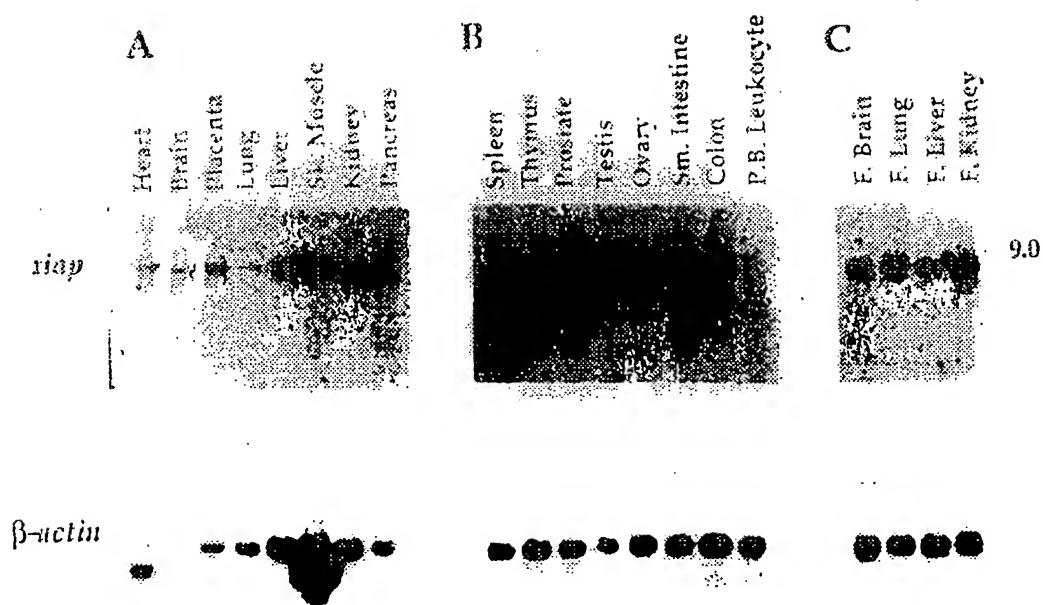 A B C
Heart
Brain
Placenta
Lung
Liver
Sk. Muscle
Kidney
Pancreas
Spleen
Thymus
Prostate
Testis
Ovary
Sm. Intestine
Colon
P.B. Leukocyte
F. Brain
F. Lung
F. Liver
F. Kidney
xiap
9.0
β-actin